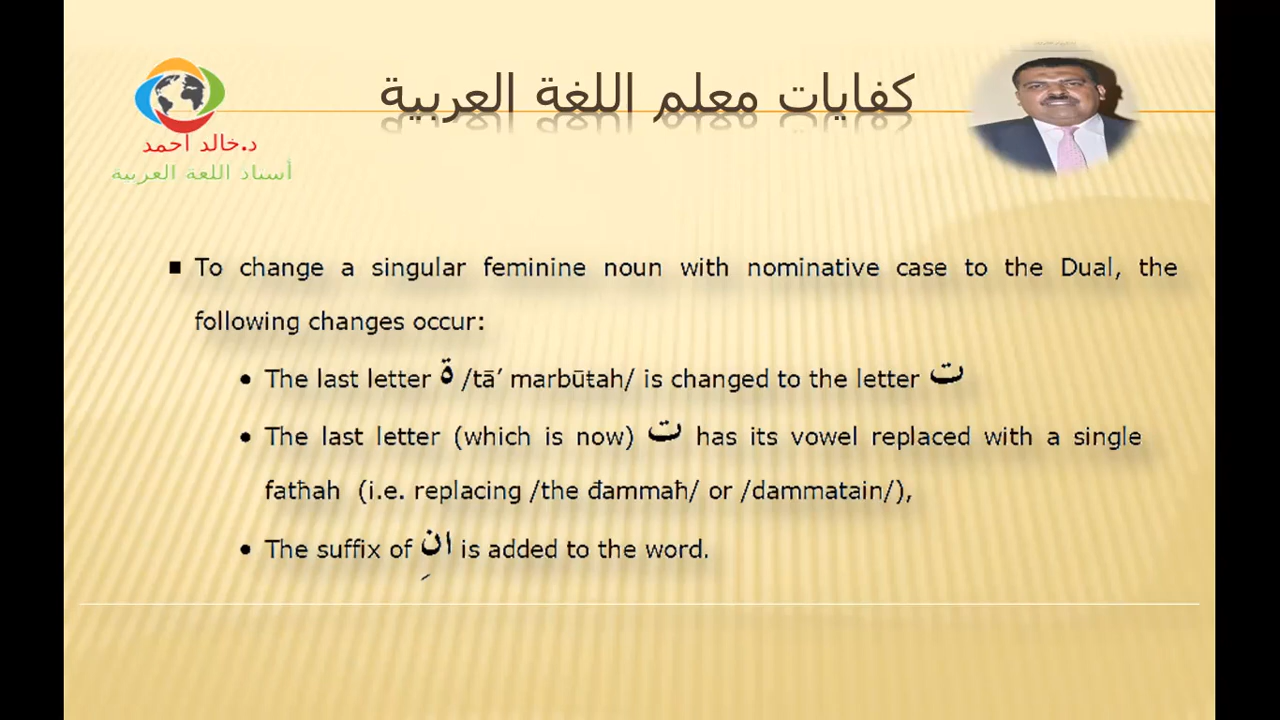 كفايات معلم اللغة العربية
د.خالد احمد
أستاذ اللغة العربية
To change a singular feminine noun with nominative case to the Dual, the
following changes occur:
• The last letter ة /tā’ marbūŧah/ is changed to the letter ت
• The last letter (which is now) ت has its vowel replaced with a single
fatħah (i.e. replacing /the đammaħ/ or /dammatain/),
• The suffix of انِ is added to the word.